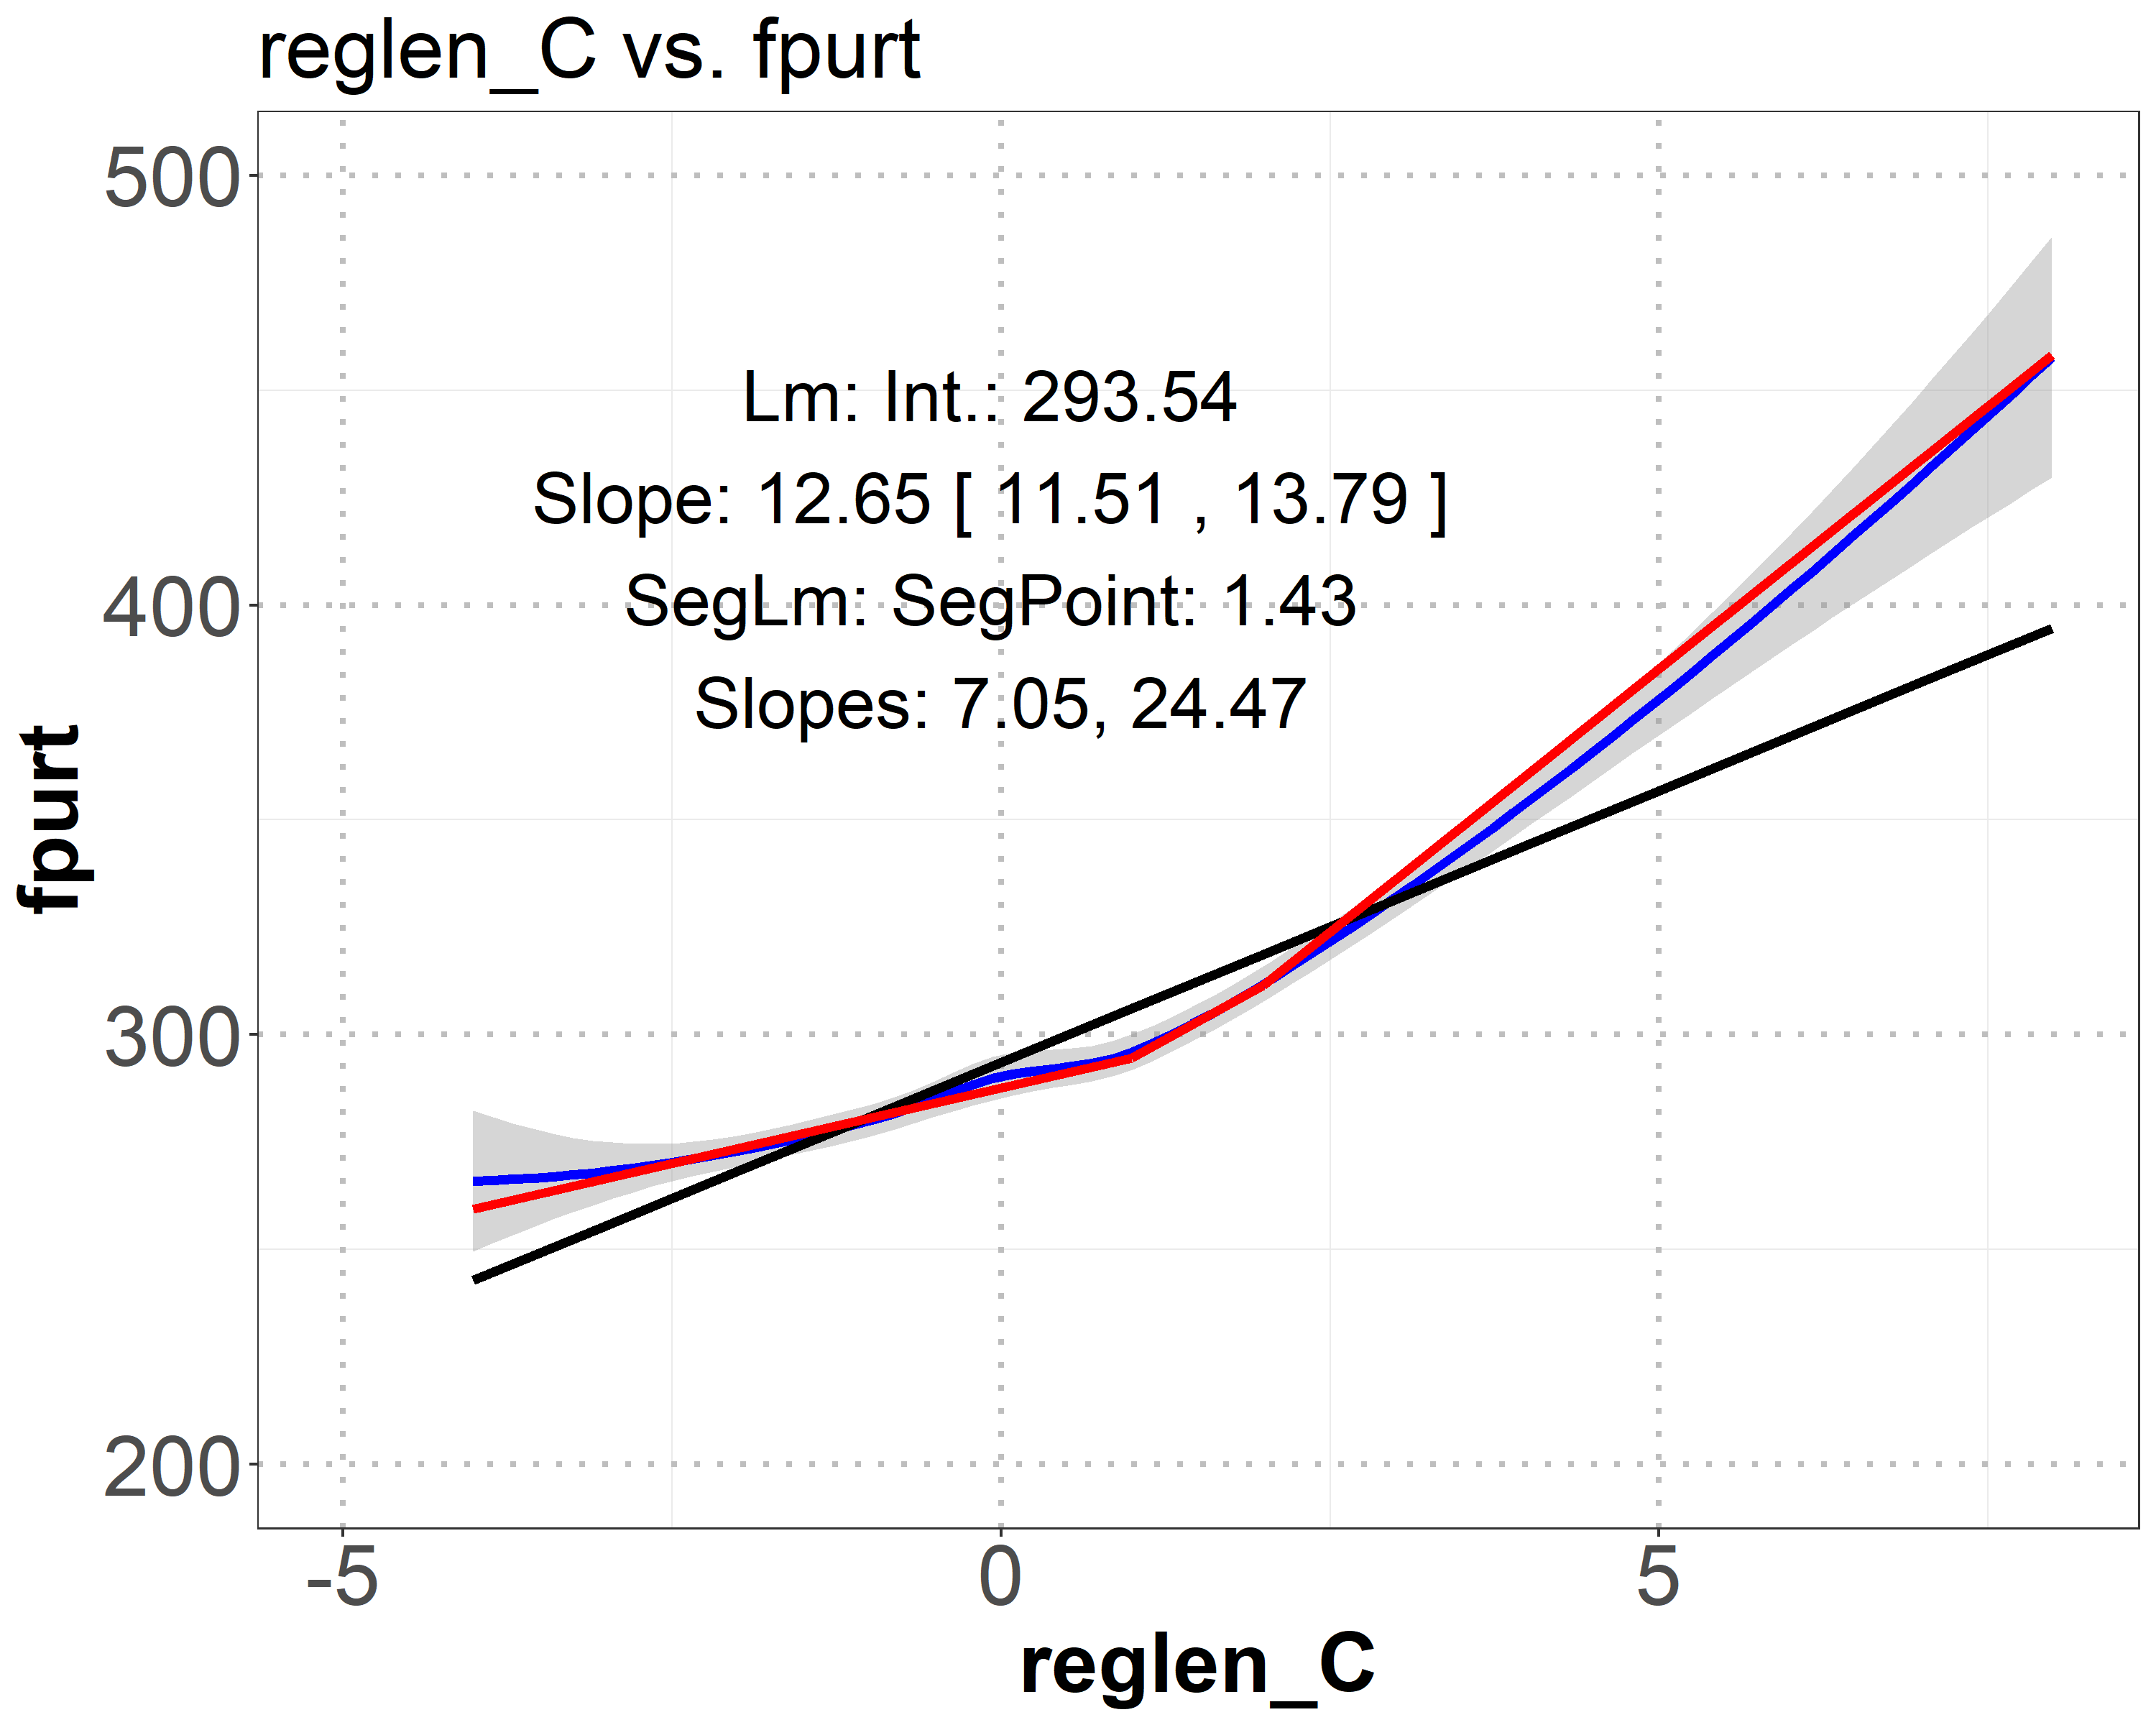 reglen_C vs. fpurt
500
400
300
200
fpurt
Lm: Int.: 293.54
Slope: 12.65 [ 11.51 , 13.79 ]
SegLm: SegPoint: 1.43
Slopes: 7.05, 24.47
-5 0 5
reglen_C